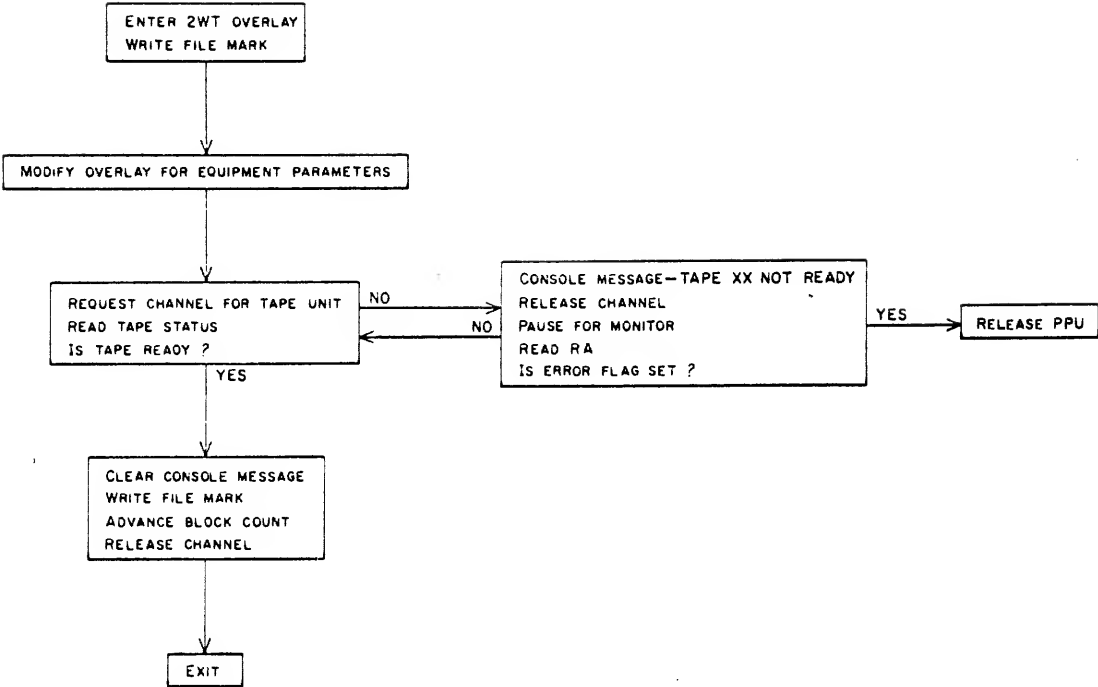 ENTER 2WT OVERLAY
WRITE FILE MARK
MODIFY OVERLAY FOR EQUIPMENT PARAMETERS
REQUEST CHANNEL FOR TAPE UNIT
READ TAPE STATUS
IS TAPE READY ?
NO
NO
CONSOLE MESSAGE—TAPE XX NOT READY
RELEASE CHANNEL
PAUSE FOR MONITOR
READ RA
IS ERROR FLAG SET ?
YES
RELEASE PPU
YES
CLEAR CONSOLE MESSAGE
WRITE FILE MARK
ADVANCE BLOCK COUNT
RELEASE CHANNEL
EXIT